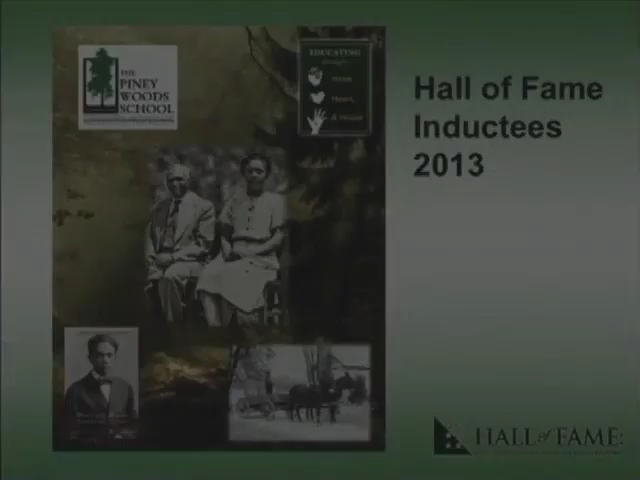 THE
PINEY
WOODS
SCHOOL
EDUCATING
Head,
Heart,
& Hands
Hall of Fame
Inductees
2013
HALL of FAME: